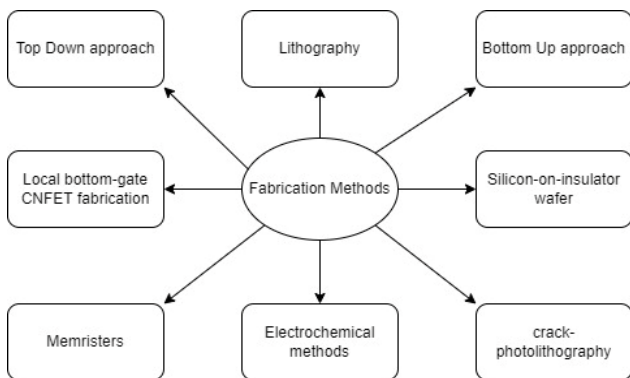 Top Down approach
Lithography
Bottom Up approach
Local bottom-gate
CNFET fabrication
Fabrication Methods
Silicon-on-insulator
wafer
Memristers
Electrochemical
methods
crack-
photolithography